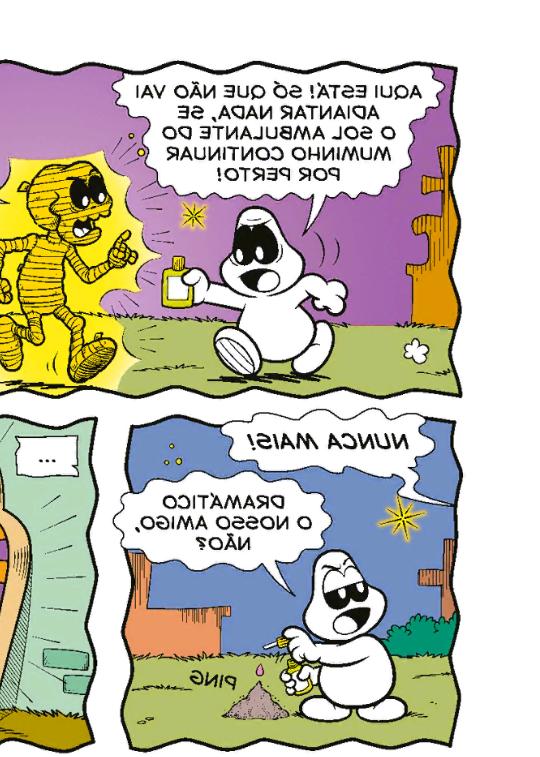 AQUI ESTÁ! SÓ QUE NÃO VAI
ADIANTAR NADA, SE
O SOL AMBULANTE DO
MUMINHO CONTINUAR
POR PERTO!
NUNCA MAIS!
DRAMÁTICO
O NOSSO AMIGO,
NÃO?
PING
...